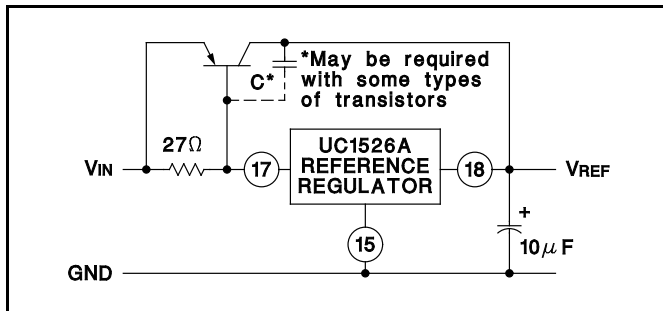 *May be required
C* with some types
of transistors
27Ω
UC1526A
REFERENCE
REGULATOR
VIN
17
18
VREF
+
10μF
15
GND